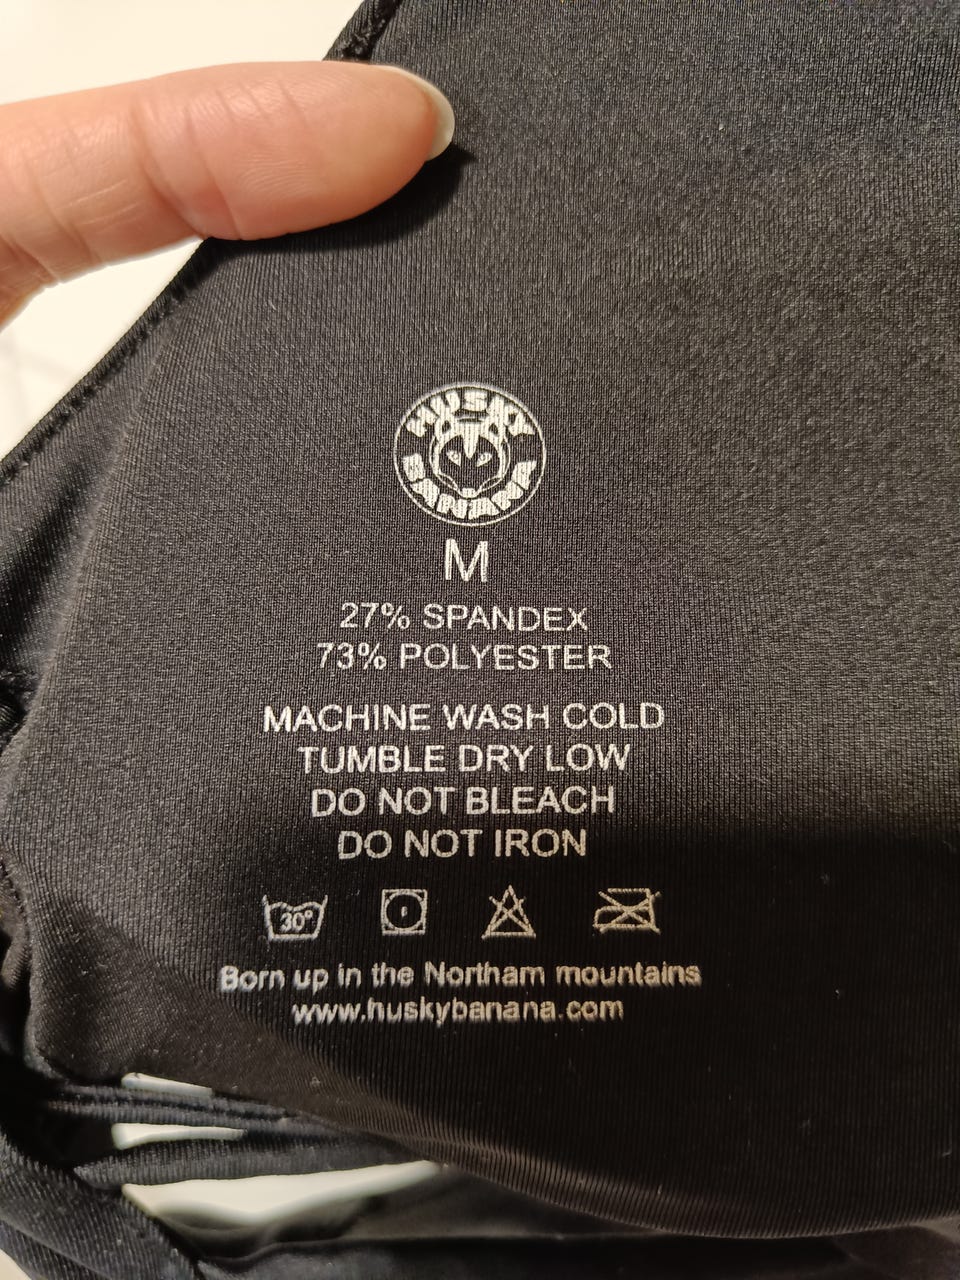 HUSKY
BANANA
M
27% SPANDEX
73% POLYESTER
MACHINE WASH COLD
TUMBLE DRY LOW
DO NOT BLEACH
DO NOT IRON
30°
Born up in the Northam mountains
www.huskybanana.com